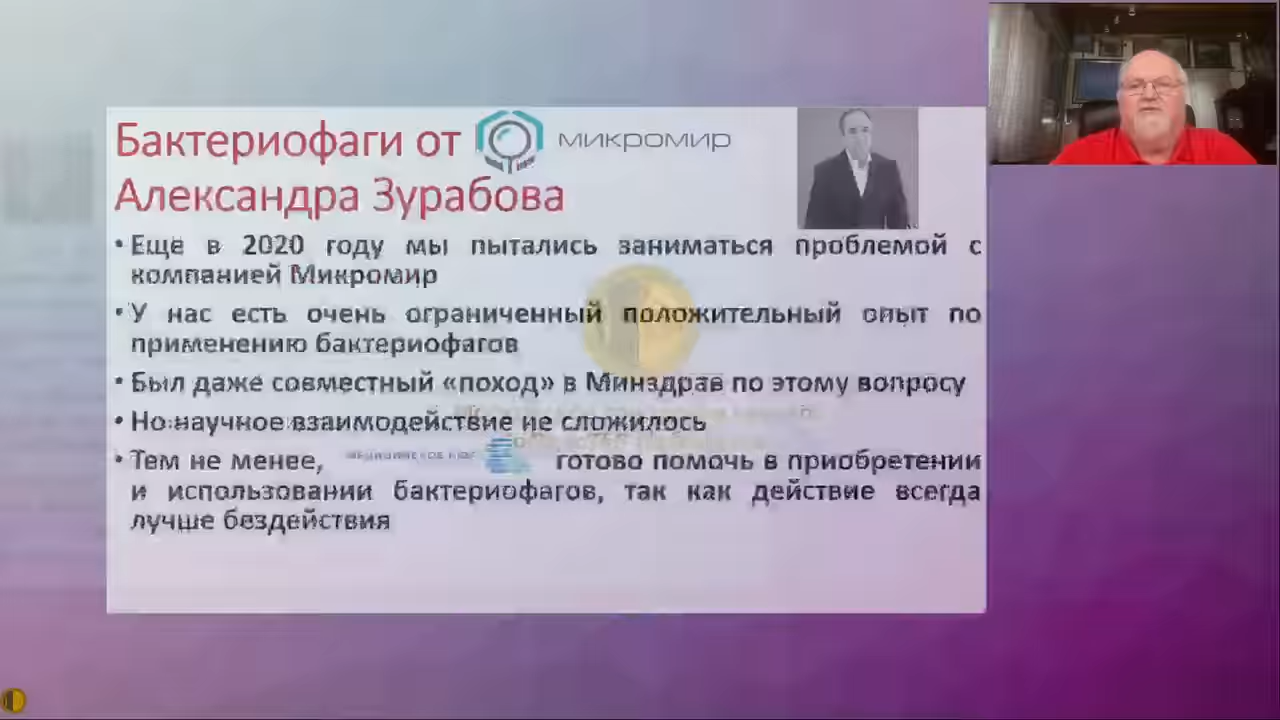 Бактериофаги от микромир
Александра Зурабова
• Еще в 2020 году мы пытались заниматься проблемой с
компанией Микромир
• У нас есть очень ограниченный положительный опыт по
применению бактериофагов
• Был даже совместный «поход» в Минздрав по этому вопросу
• Но научное взаимодействие не сложилось
• Тем не менее, готово помочь в приобретении
и использовании бактериофагов, так как действие всегда
лучше бездействия